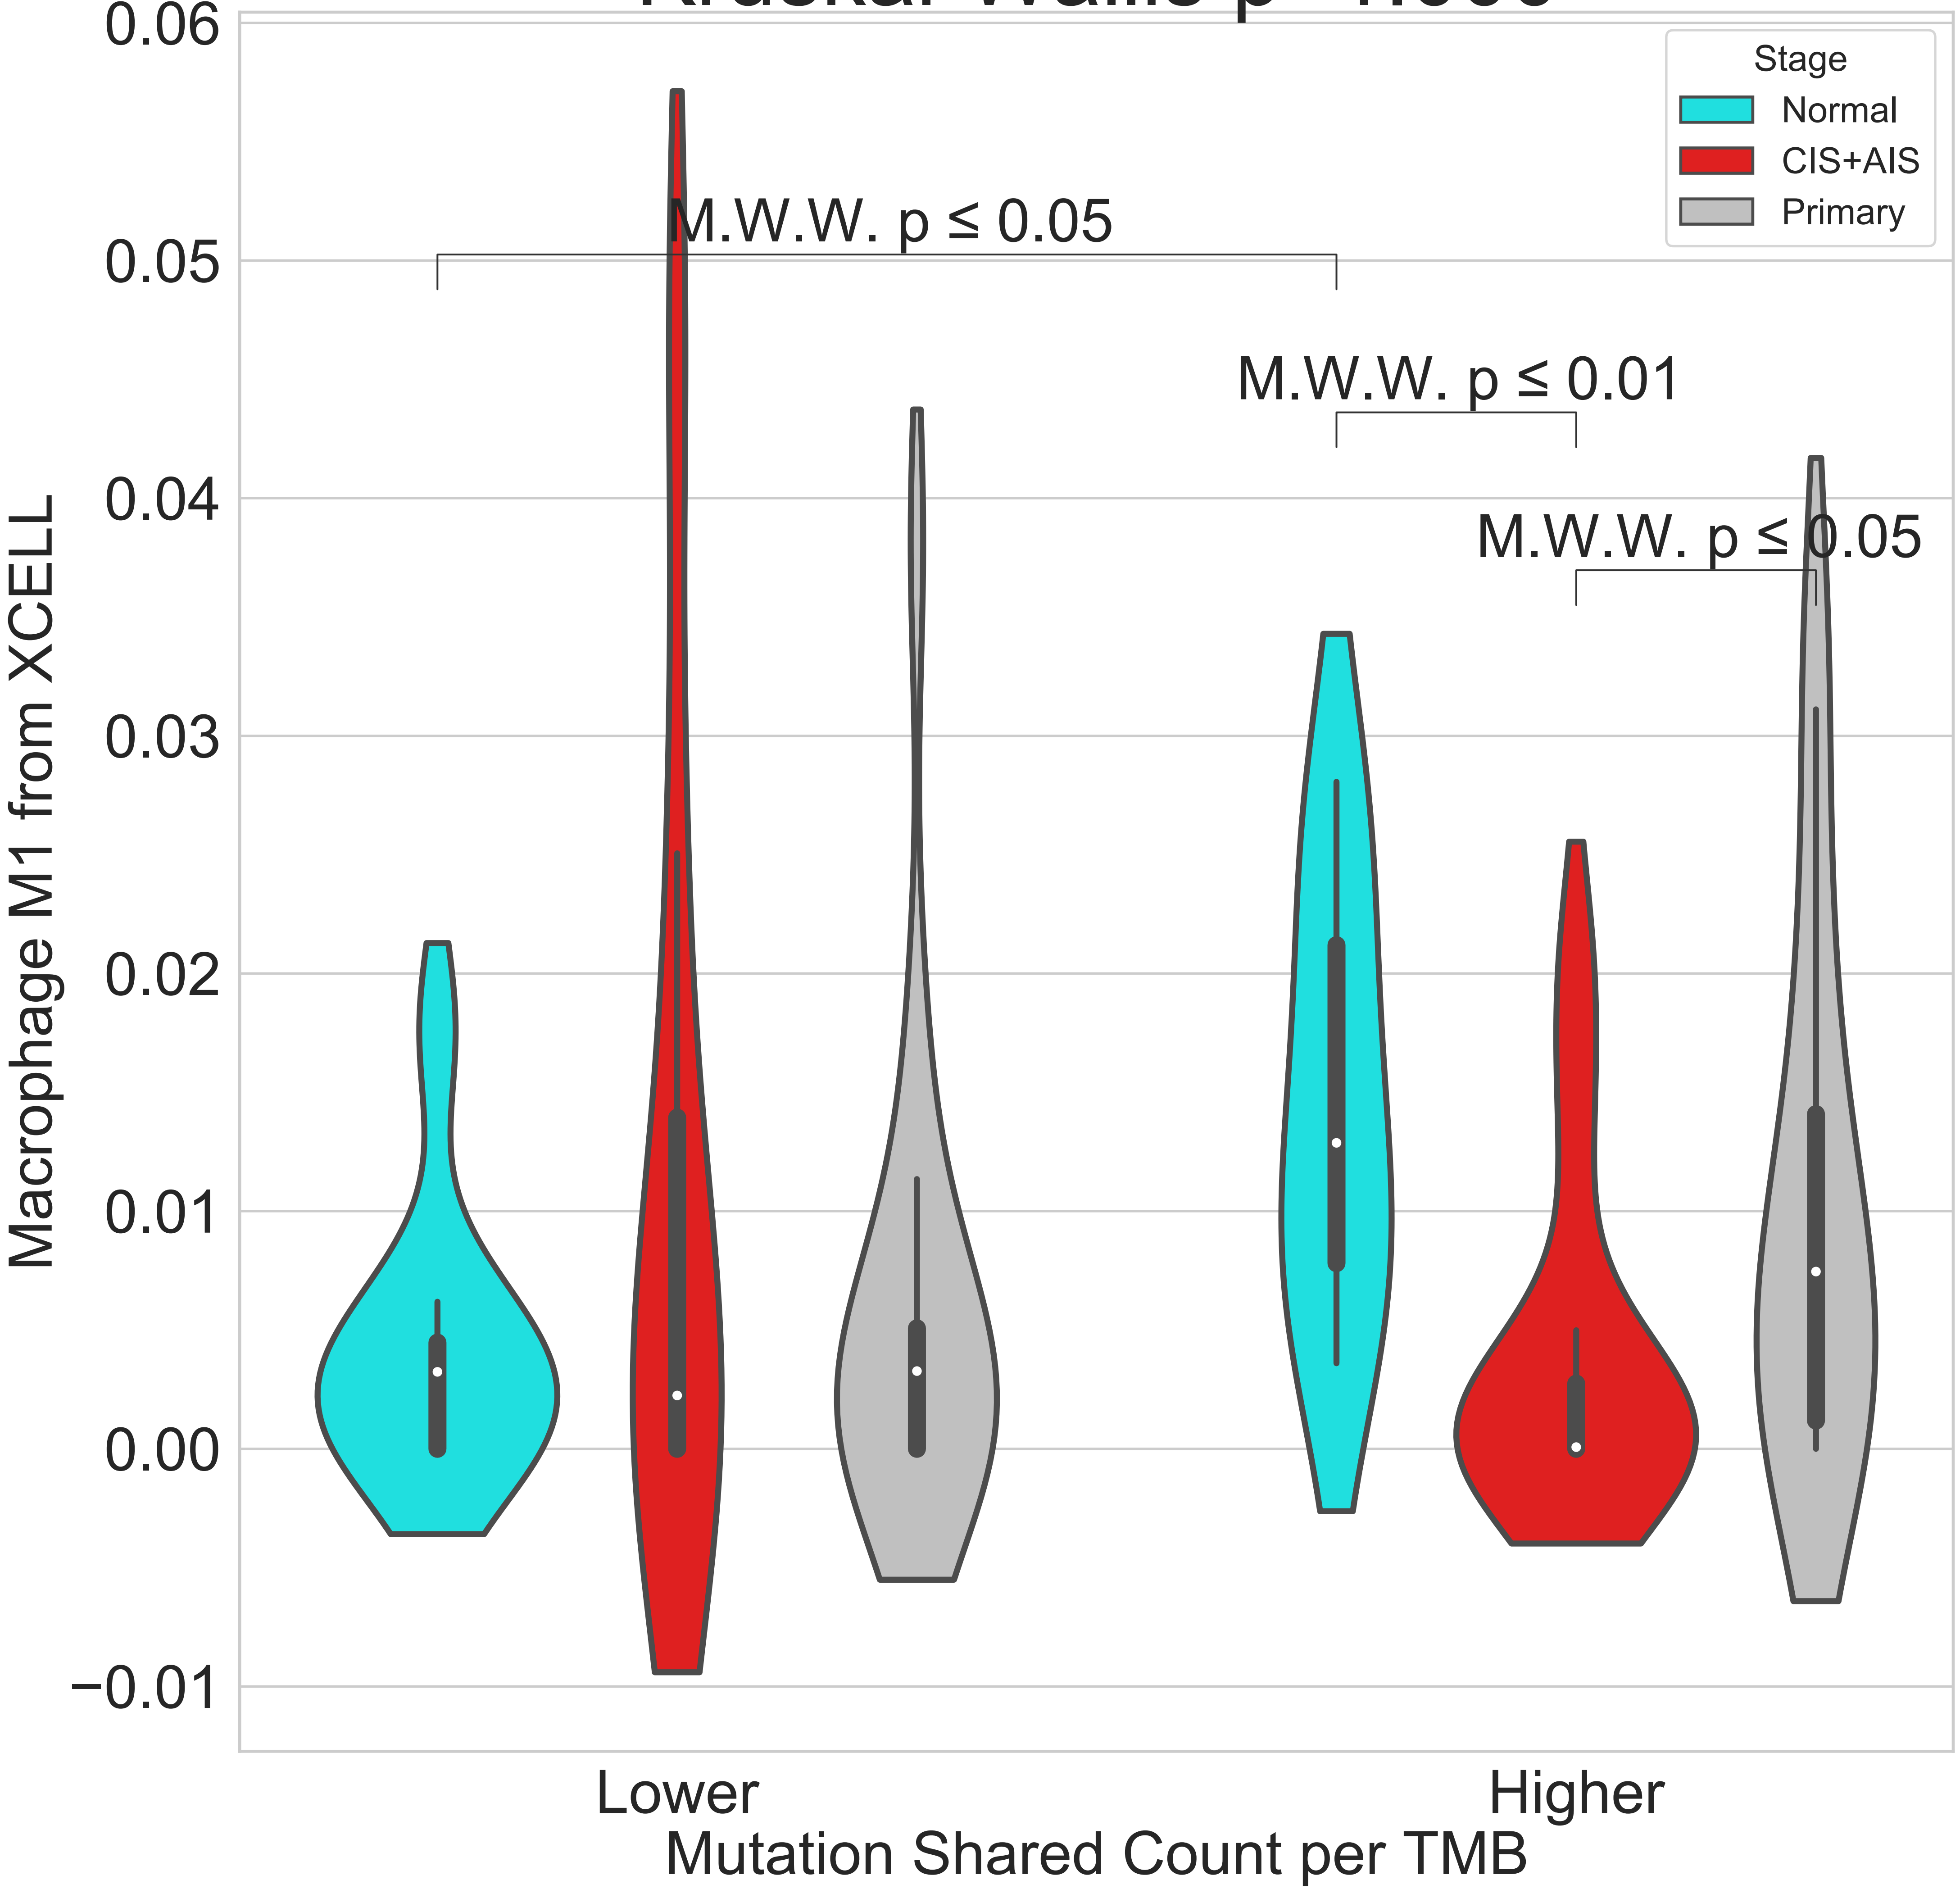 0.06
0.05
0.04
0.03
0.02
0.01
0.00
−0.01
Macrophage M1 from XCELL
Stage
Normal
CIS+AIS
Primary
M.W.W. p ≤ 0.05
M.W.W. p ≤ 0.01
M.W.W. p ≤ 0.05
Lower
Higher
Mutation Shared Count per TMB